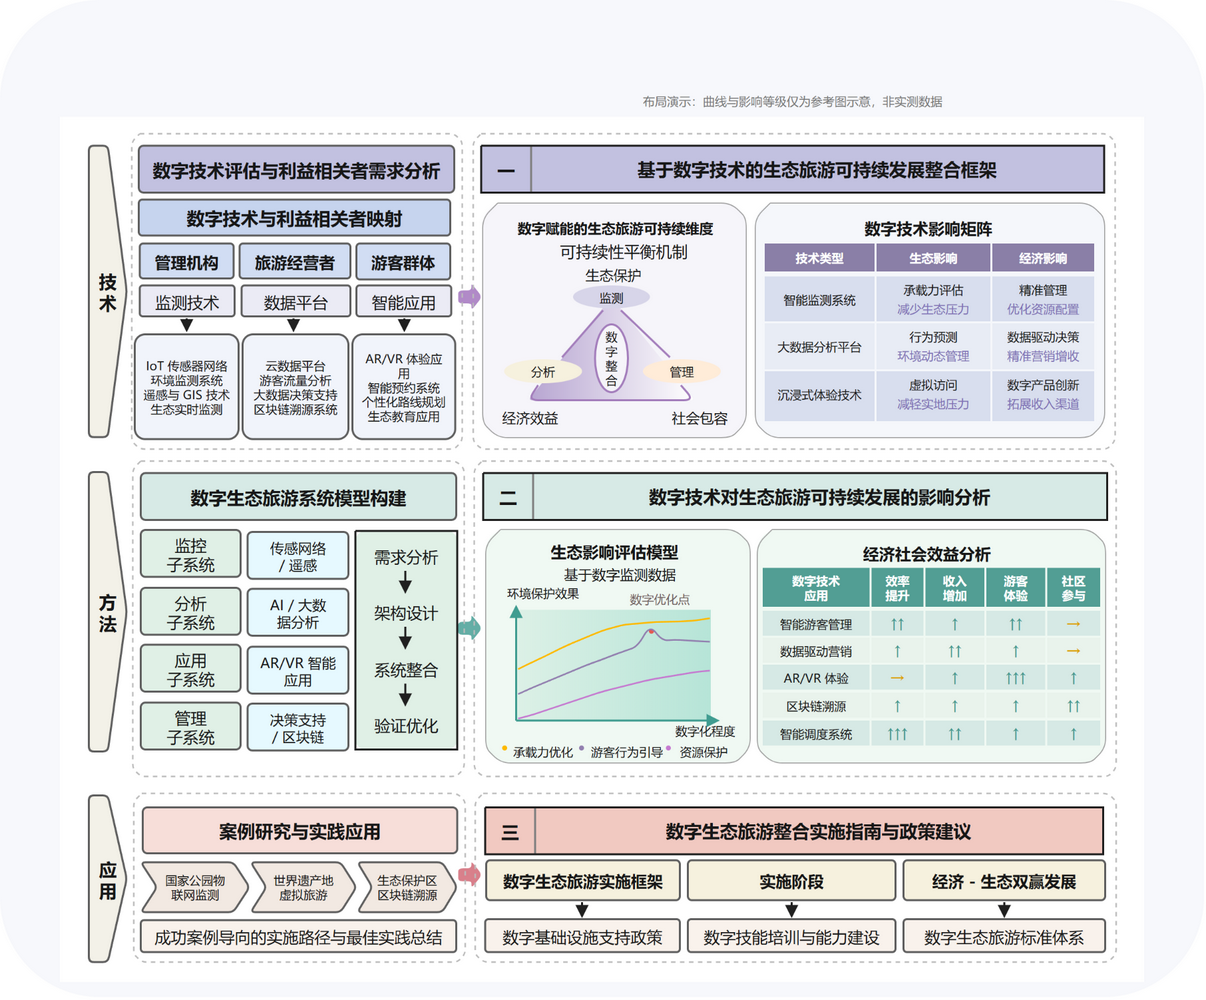 布局演示：曲线与影响等级仅为参考图示意，非实测数据
技
术
数字技术评估与利益相关者需求分析
数字技术与利益相关者映射
管理机构
旅游经营者
游客群体
监测技术
数据平台
智能应用
IoT 传感器网络
环境监测系统
遥感与 GIS 技术
生态实时监测
云数据平台
游客流量分析
大数据决策支持
区块链溯源系统
AR/VR 体验应
用
智能预约系统
个性化路线规划
生态教育应用
一
基于数字技术的生态旅游可持续发展整合框架
数字赋能的生态旅游可持续维度
可持续性平衡机制
生态保护
监测
数
字
整
合
分析
管理
经济效益
社会包容
数字技术影响矩阵
技术类型
生态影响
经济影响
智能监测系统
承载力评估
减少生态压力
精准管理
优化资源配置
大数据分析平台
行为预测
环境动态管理
数据驱动决策
精准营销增收
沉浸式体验技术
虚拟访问
减轻实地压力
数字产品创新
拓展收入渠道
方
法
数字生态旅游系统模型构建
监控
子系统
传感网络
/ 遥感
分析
子系统
AI / 大数
据分析
应用
子系统
AR/VR 智能
应用
管理
子系统
决策支持
/ 区块链
需求分析
架构设计
系统整合
验证优化
二
数字技术对生态旅游可持续发展的影响分析
生态影响评估模型
基于数字监测数据
环境保护效果
数字优化点
数字化程度
承载力优化
游客行为引导
资源保护
经济社会效益分析
数字技术
应用
效率
提升
收入
增加
游客
体验
社区
参与
智能游客管理 ↑↑ ↑ ↑↑ →
数据驱动营销 ↑ ↑↑ ↑ →
AR/VR 体验 → ↑ ↑↑↑ ↑
区块链溯源 ↑ ↑ ↑ ↑↑
智能调度系统 ↑↑↑ ↑↑ ↑ ↑
应
用
案例研究与实践应用
国家公园物
联网监测
世界遗产地
虚拟旅游
生态保护区
区块链溯源
成功案例导向的实施路径与最佳实践总结
三
数字生态旅游整合实施指南与政策建议
数字生态旅游实施框架
实施阶段
经济 - 生态双赢发展
数字基础设施支持政策
数字技能培训与能力建设
数字生态旅游标准体系